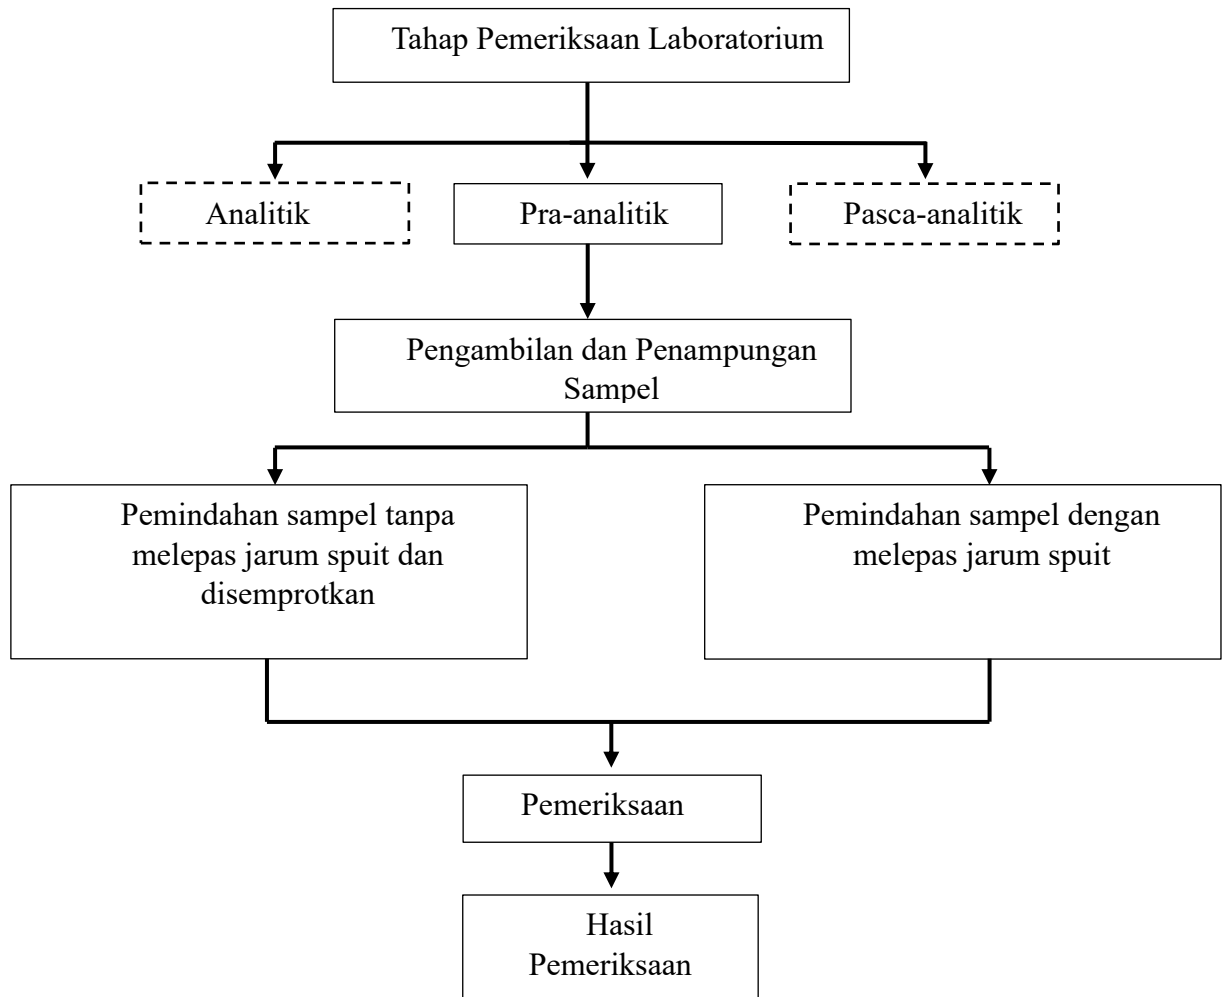 Tahap Pemeriksaan Laboratorium
Analitik
Pra-analitik
Pasca-analitik
Pengambilan dan Penampungan
Sampel
Pemindahan sampel tanpa
melepas jarum spuit dan
disemprotkan
Pemindahan sampel dengan
melepas jarum spuit
Pemeriksaan
Hasil
Pemeriksaan